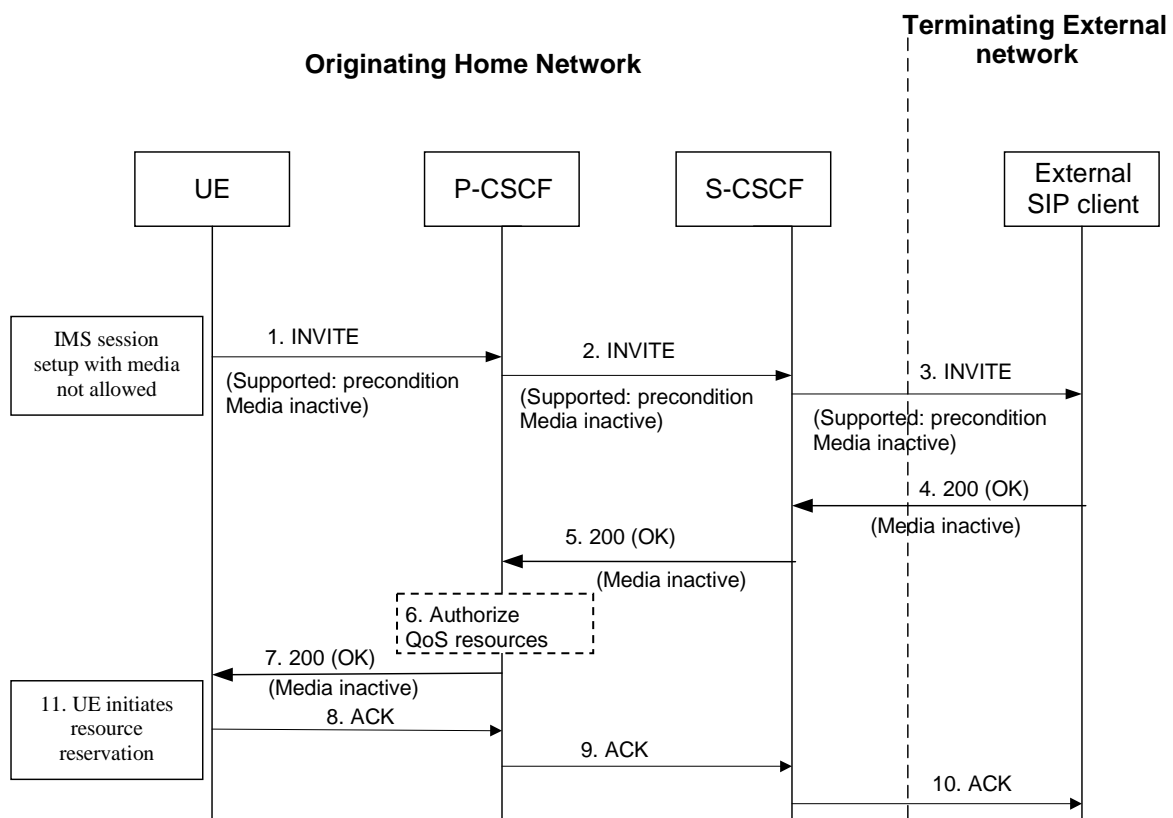 Terminating External
network
Originating Home Network
UE
P-CSCF
S-CSCF
External
SIP client
IMS session
setup with media
not allowed
1. INVITE
(Supported: precondition
Media inactive)
2. INVITE
(Supported: precondition
Media inactive)
3. INVITE
(Supported: precondition
Media inactive)
4. 200 (OK)
(Media inactive)
5. 200 (OK)
(Media inactive)
6. Authorize
QoS resources
7. 200 (OK)
(Media inactive)
11. UE initiates
resource
reservation
8. ACK
9. ACK
10. ACK